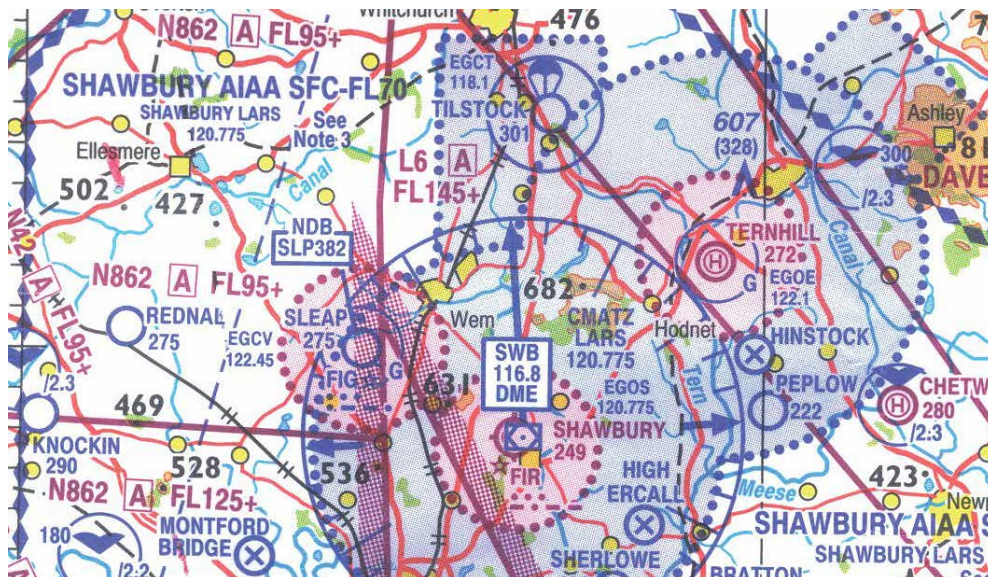 Whitchurch
476
N862 A FL95+
EGCT
118.1
TILSTOCK
301
SHAWBURY AIAA SFC-FL70
SHAWBURY LARS
120.775
See
Note 3
Ellesmere
502
427
Canal
L6 A
FL145+
607
(328)
300
/2.3
Ashley
NDB
SLP382
TERNHILL
272
EGOE
122.1
G
Canal
N42
A
FL95+
N862 A FL95+
REDNAL
275
EGCV
122.45
SLEAP
275
G
Wem
682
CMATZ
LARS
120.775
Hodnet
HINSTOCK
SWB
116.8
DME
EGOS
120.775
Tern
PEPLOW
222
631
/2.3
KNOCKIN
290
469
528
536
SHAWBURY
249
FIR
CHETW
280
/2.3
423
HIGH
ERCALL
Meese
Newp
N862 A FL125+
180
/2.2
MONTFORD
BRIDGE
SHERLOWE
SHAWBURY AIAA S
SHAWBURY LARS
BRATTON